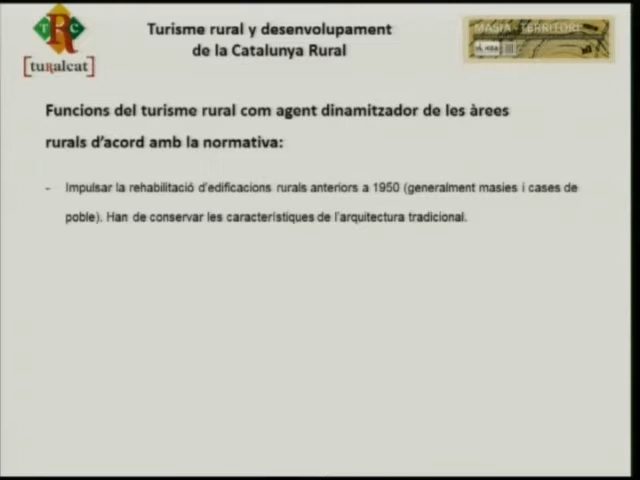 T R C
[turalcat]
Turisme rural y desenvolupament
de la Catalunya Rural
MASIA - TERRITORI
Funcions del turisme rural com agent dinamitzador de les àrees
rurals d'acord amb la normativa:
- Impulsar la rehabilitació d'edificacions rurals anteriors a 1950 (generalment masies i cases de
poble). Han de conservar les característiques de l'arquitectura tradicional.